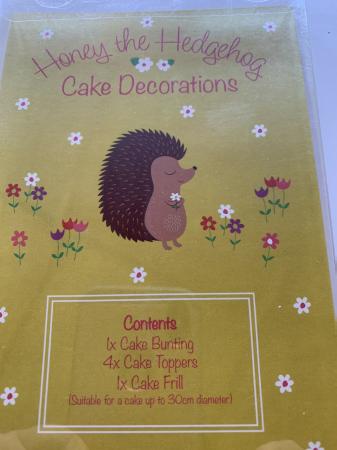 Honey the Hedgehog
Cake Decorations
Contents
1x Cake Bunting
4x Cake Toppers
1x Cake Frill
(Suitable for a cake up to 30cm diameter)